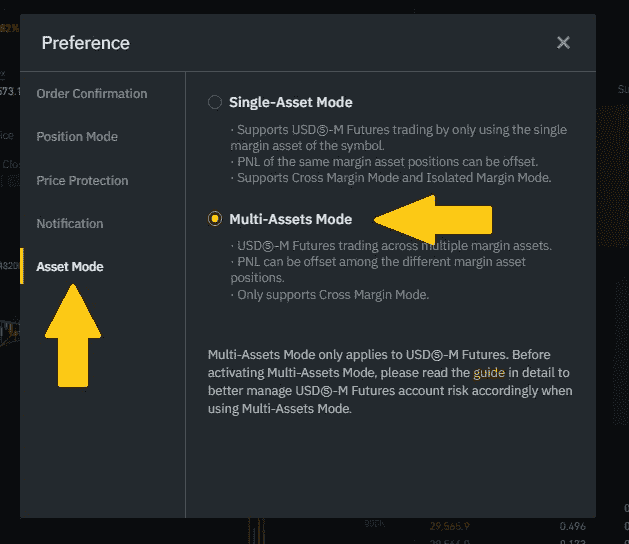 Preference
Order Confirmation
Position Mode
Price Protection
Notification
Asset Mode
Single-Asset Mode
· Supports USDⓈ-M Futures trading by only using the single
margin asset of the symbol.
· PNL of the same margin asset positions can be offset.
· Supports Cross Margin Mode and Isolated Margin Mode.
Multi-Assets Mode
· USDⓈ-M Futures trading across multiple margin assets.
· PNL can be offset among the different margin asset
positions.
· Only supports Cross Margin Mode.
Multi-Assets Mode only applies to USDⓈ-M Futures. Before
activating Multi-Assets Mode, please read the guide in detail to
better manage USDⓈ-M Futures account risk accordingly when
using Multi-Assets Mode.
29,565.9 0.496